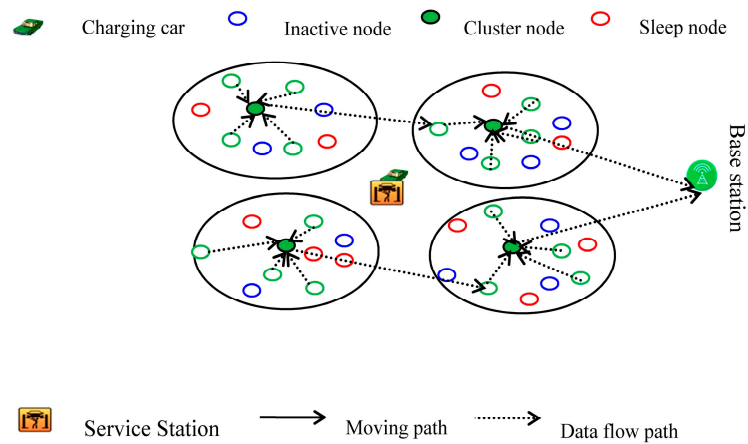 Charging car
Inactive node
Cluster node
Sleep node
Base station
Service Station
Moving path
Data flow path